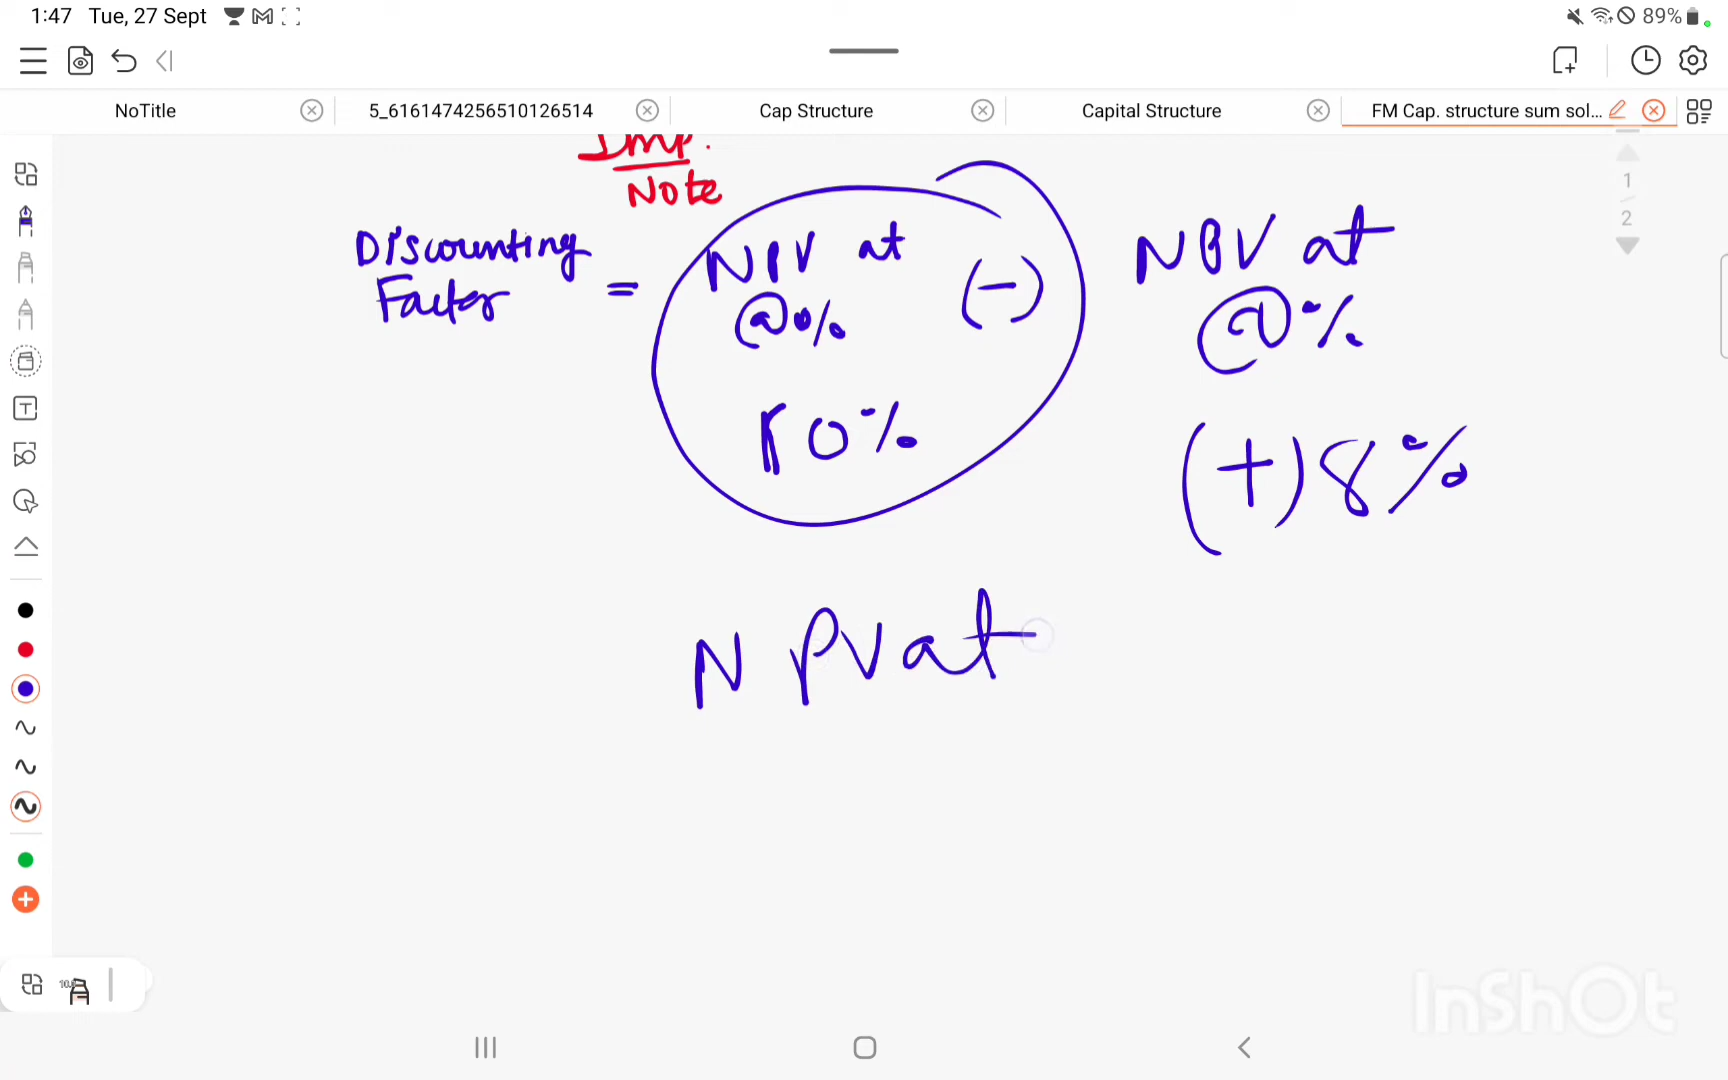 1:47 Tue, 27 Sept
89%
NoTitle
5_6161474256510126514
Cap Structure
Capital Structure
FM Cap. structure sum sol...
1
2
Imp.
Note
Discounting
Factor
=
NPV at
@%
(-)
NBV at
@%
10%
(+) 8%
N PV at
InShOt